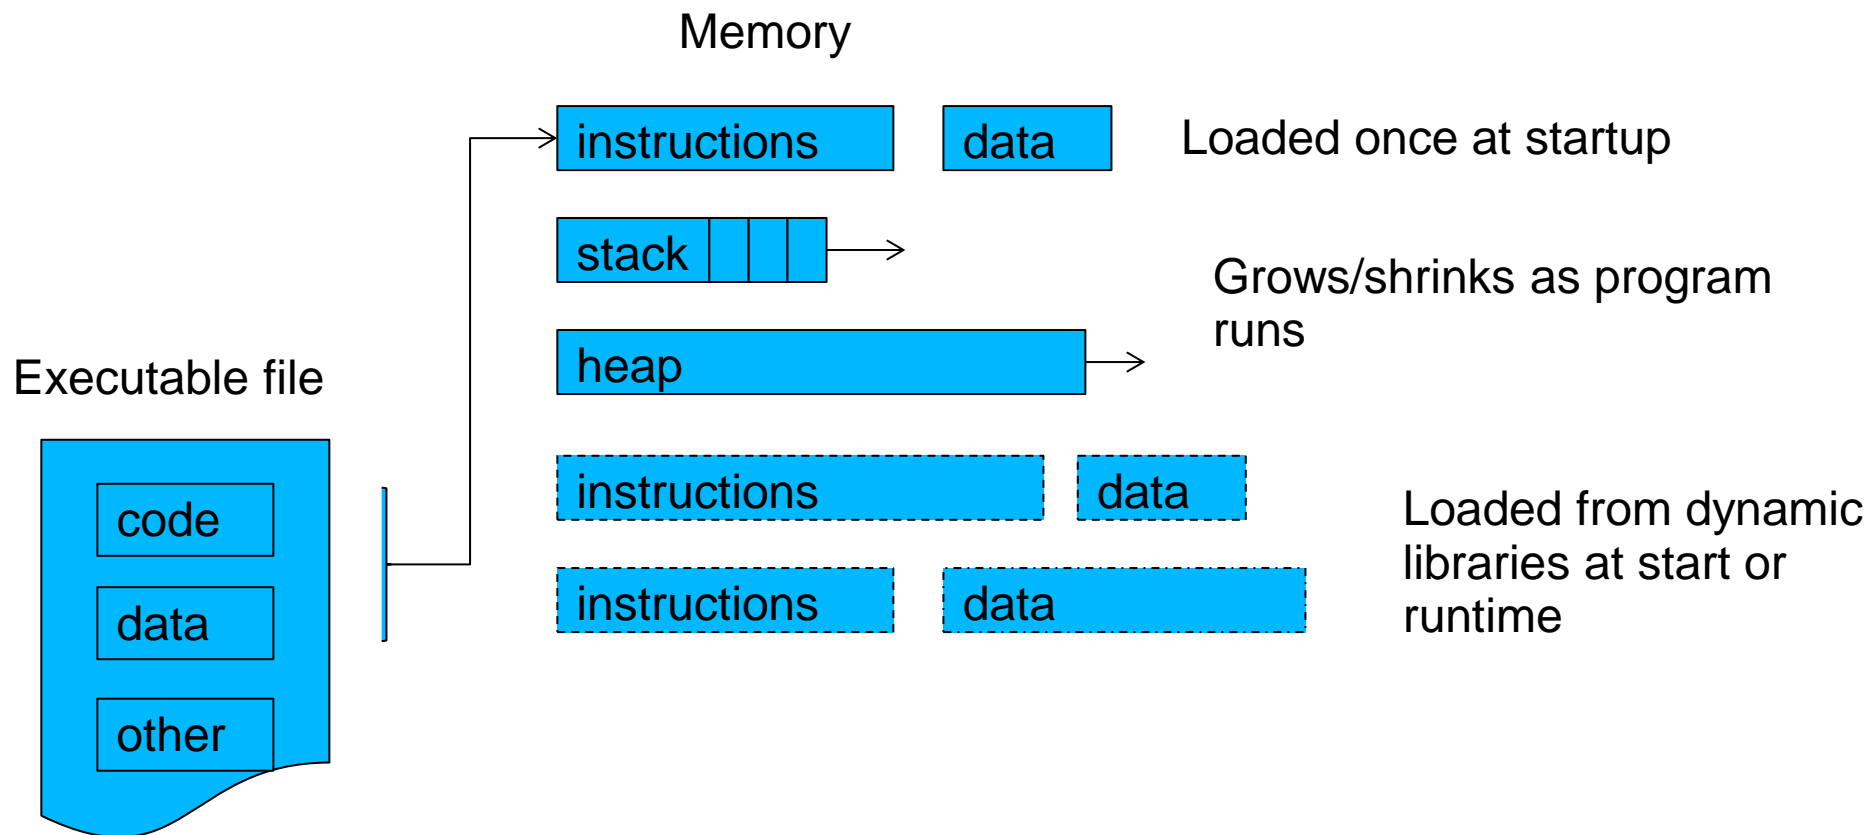 Memory
instructions
data
Loaded once at startup
stack
Grows/shrinks as program
runs
heap
Executable file
code
data
other
instructions
data
instructions
data
Loaded from dynamic
libraries at start or
runtime